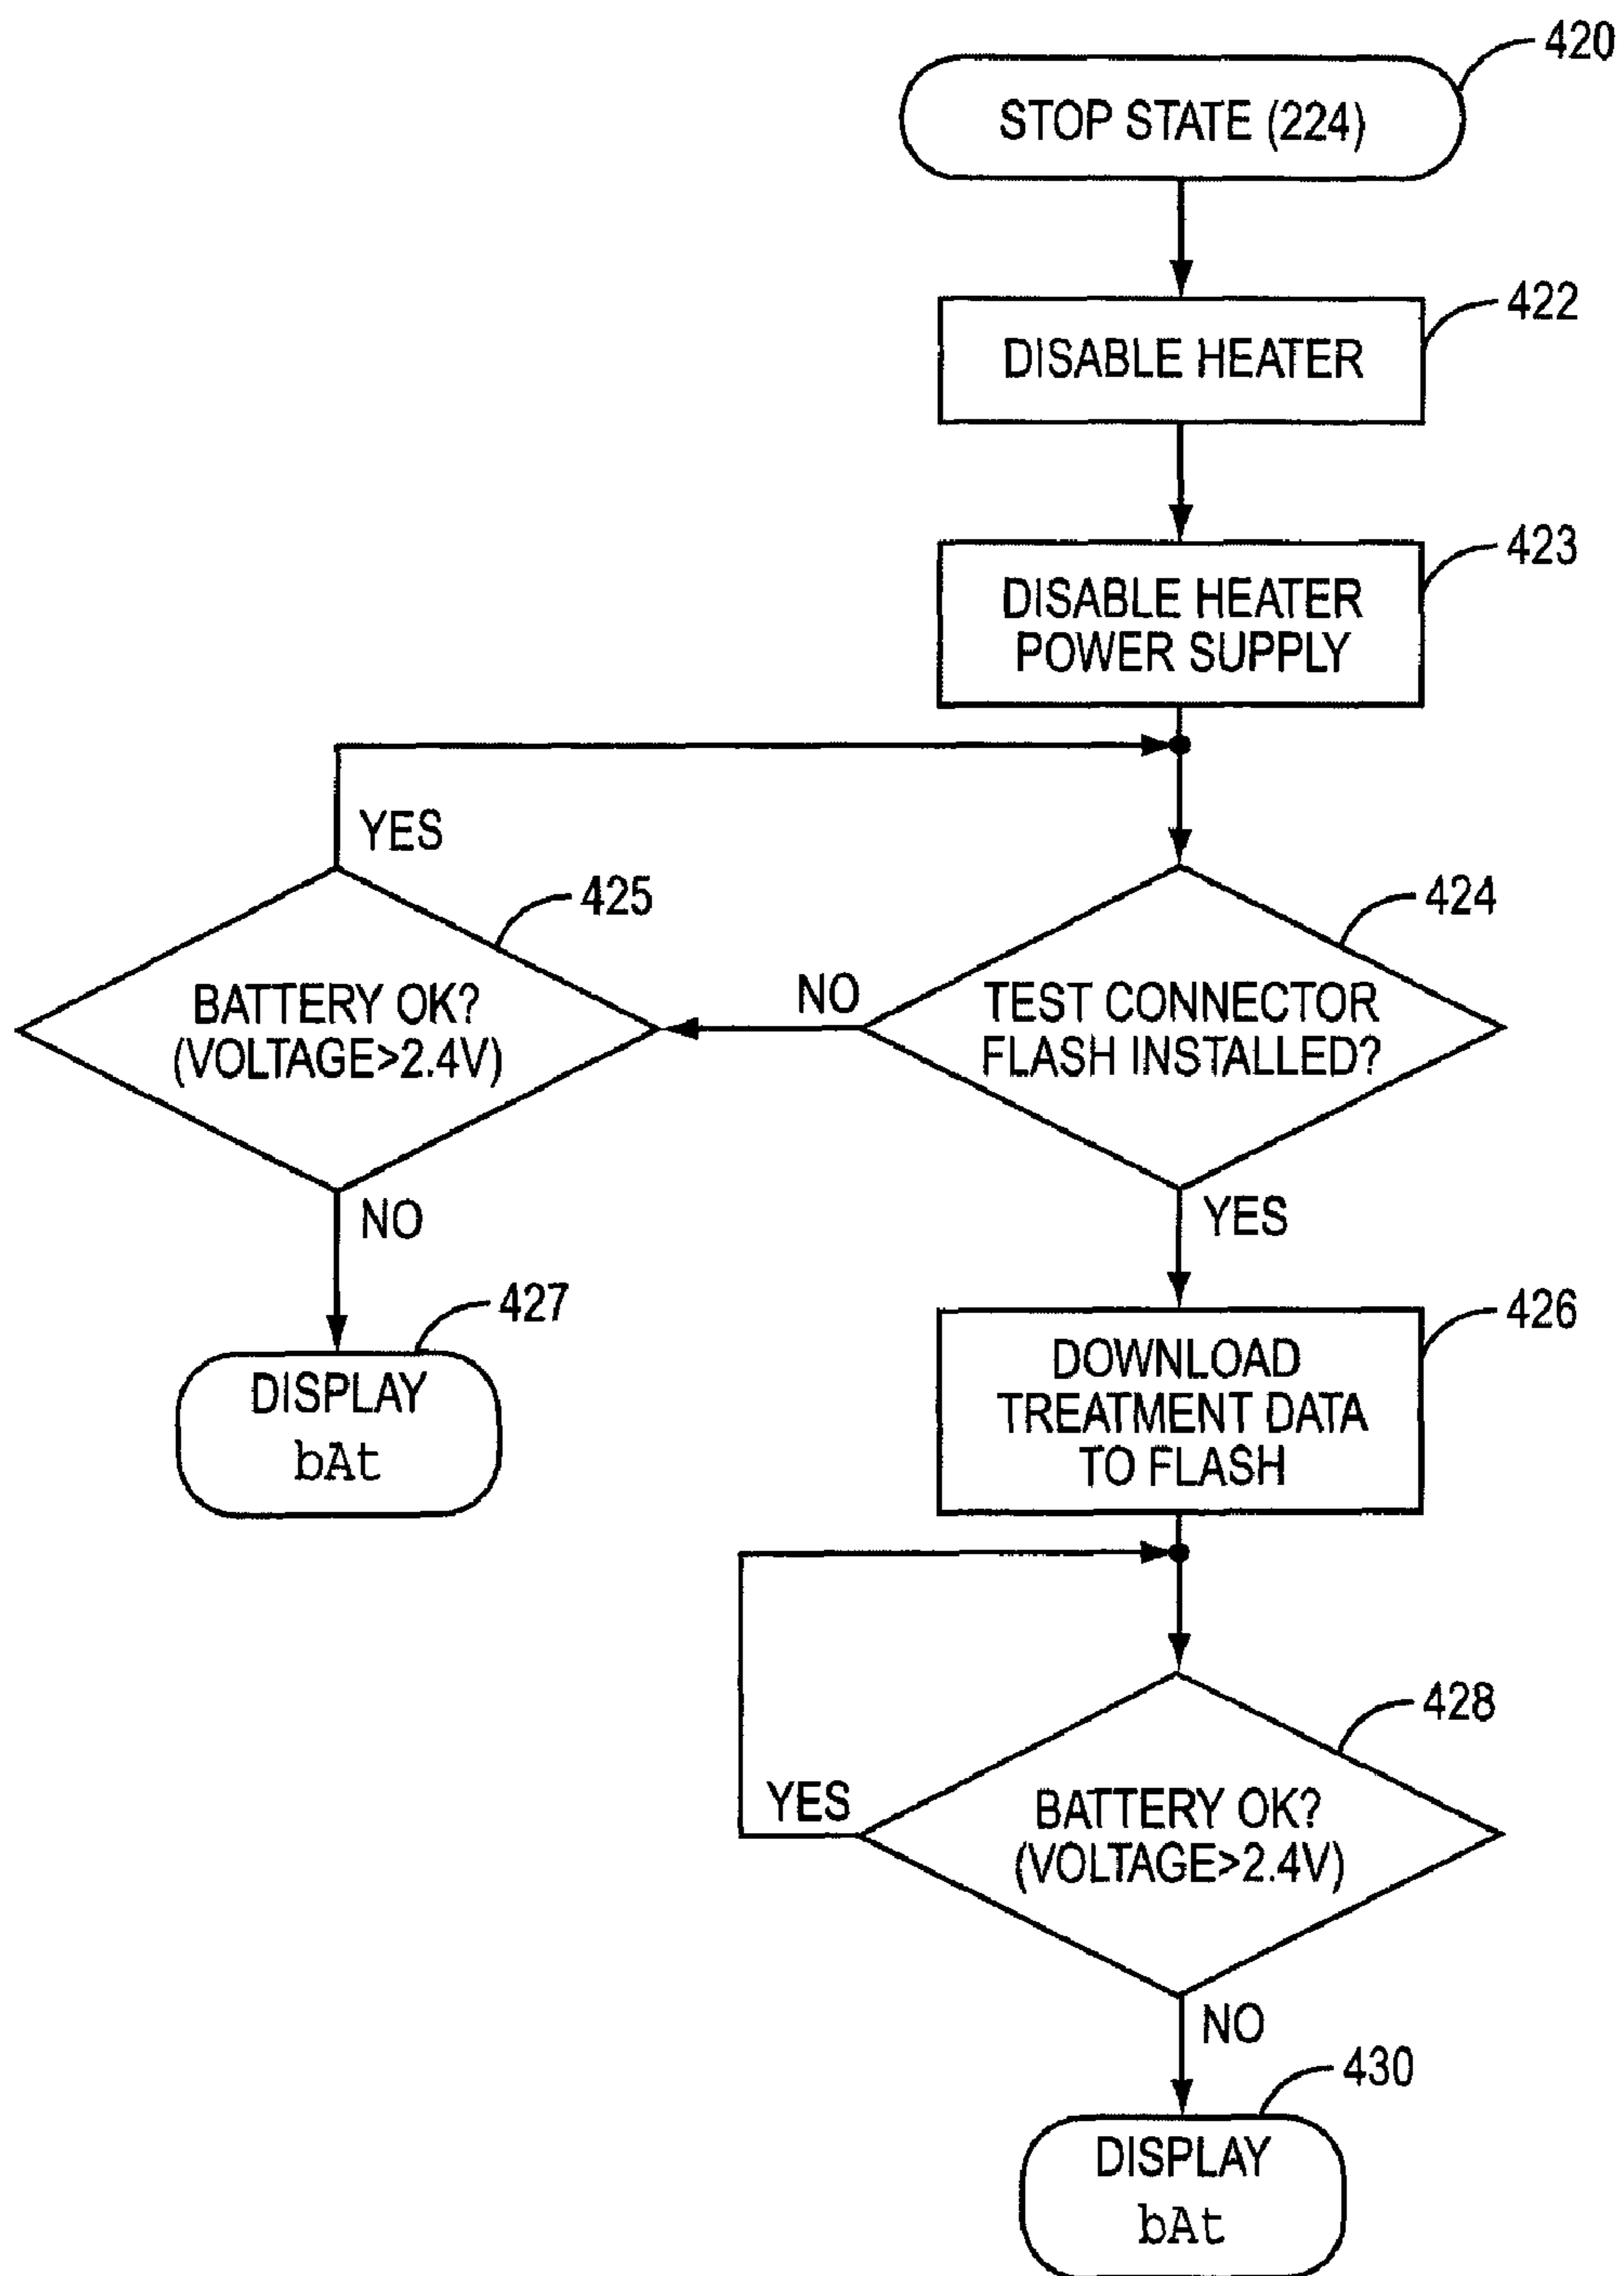 420
STOP STATE (224)
422
DISABLE HEATER
423
DISABLE HEATER
POWER SUPPLY
YES
425
424
BATTERY OK?
(VOLTAGE>2.4V)
NO
TEST CONNECTOR
FLASH INSTALLED?
NO
YES
427
DISPLAY
bAt
426
DOWNLOAD
TREATMENT DATA
TO FLASH
428
YES
BATTERY OK?
(VOLTAGE>2.4V)
NO
430
DISPLAY
bAt